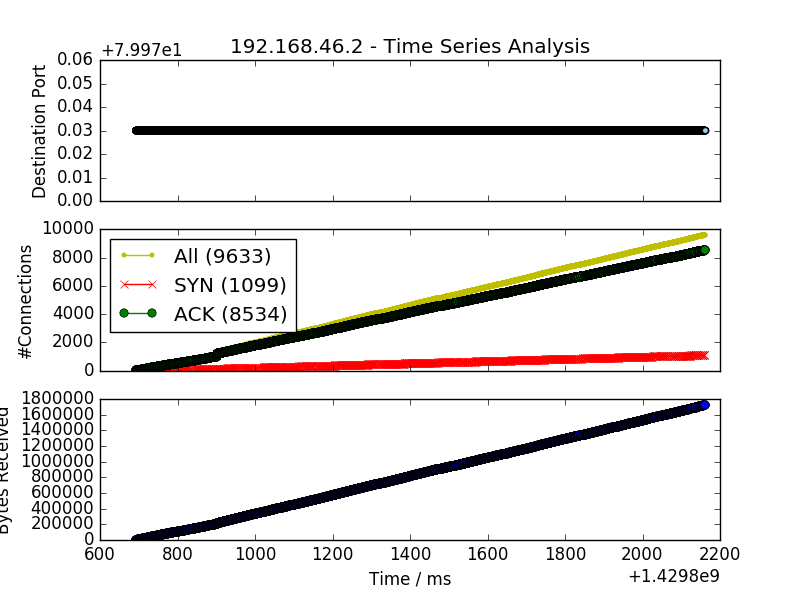 +7.997e1
192.168.46.2 - Time Series Analysis
0.06
0.05
0.04
0.03
0.02
0.01
0.00
Destination Port
10000
8000
6000
4000
2000
0
#Connections
All (9633)
SYN (1099)
ACK (8534)
1800000
1600000
1400000
1200000
1000000
800000
600000
400000
200000
0
Bytes Received
600 800 1000 1200 1400 1600 1800 2000 2200
Time / ms
+1.4298e9